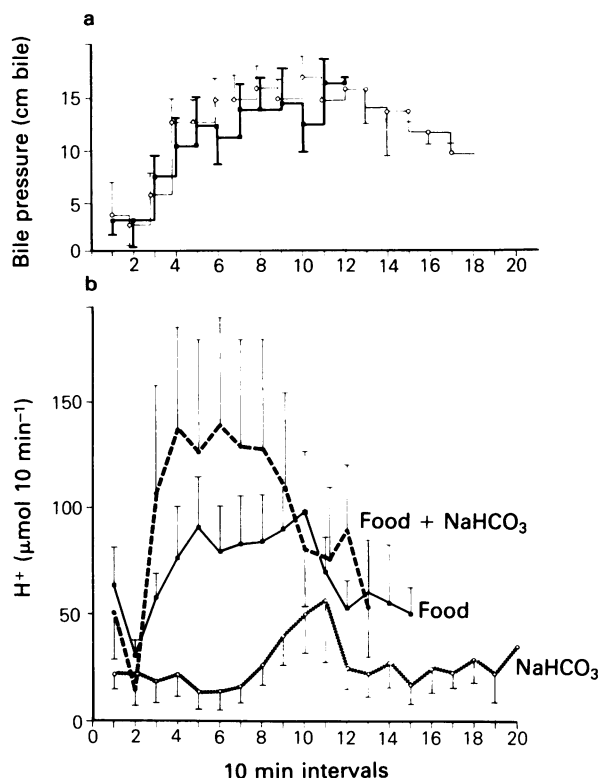 a
Bile pressure (cm bile)
15
10
5
0
2 4 6 8 10 12 14 16 18 20
b
H⁺ (μmol 10 min⁻¹)
150
100
50
0
Food + NaHCO₃
Food
NaHCO₃
0 2 4 6 8 10 12 14 16 18 20
10 min intervals